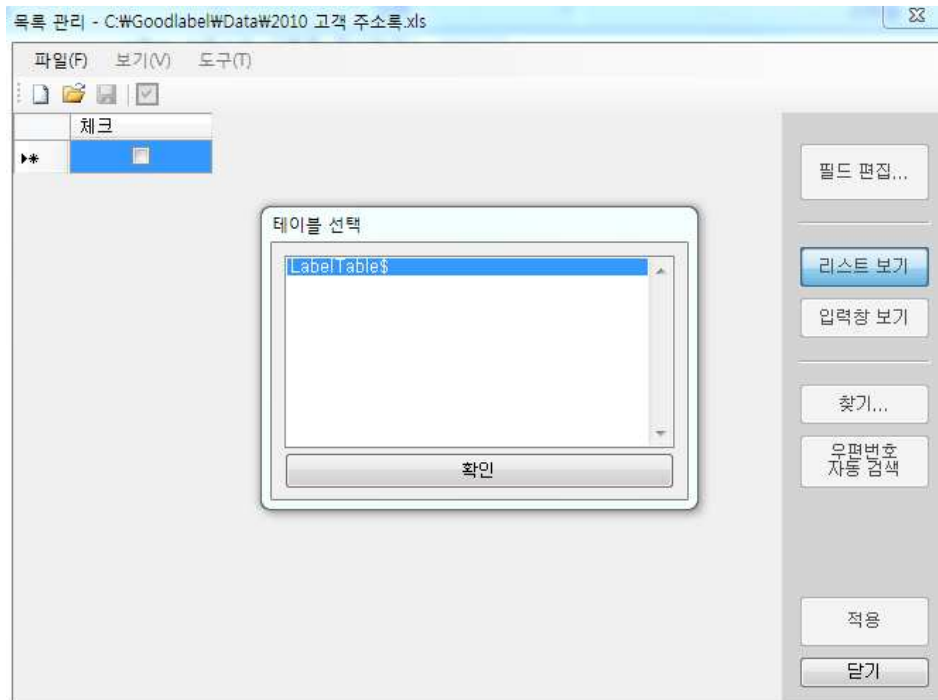 목록 관리 - C:₩Goodlabel₩Data₩2010 고객 주소록.xls
파일(F) 보기(V) 도구(T)
체크
필드 편집...
테이블 선택
LabelTable$
리스트 보기
입력창 보기
찾기...
우편번호
자동 검색
확인
적용
닫기